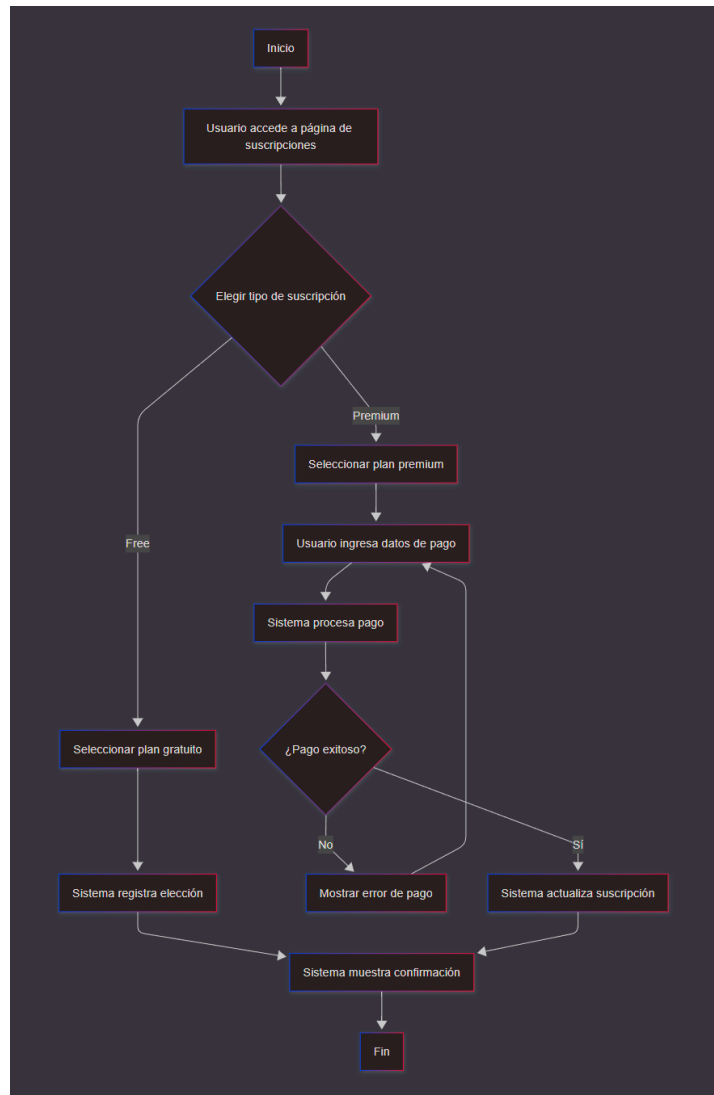 Inicio
Usuario accede a página de
suscripciones
Elegir tipo de suscripción
Premium
Seleccionar plan premium
Usuario ingresa datos de pago
Free
Sistema procesa pago
Seleccionar plan gratuito
¿Pago exitoso?
No
Sí
Sistema registra elección
Mostrar error de pago
Sistema actualiza suscripción
Sistema muestra confirmación
Fin